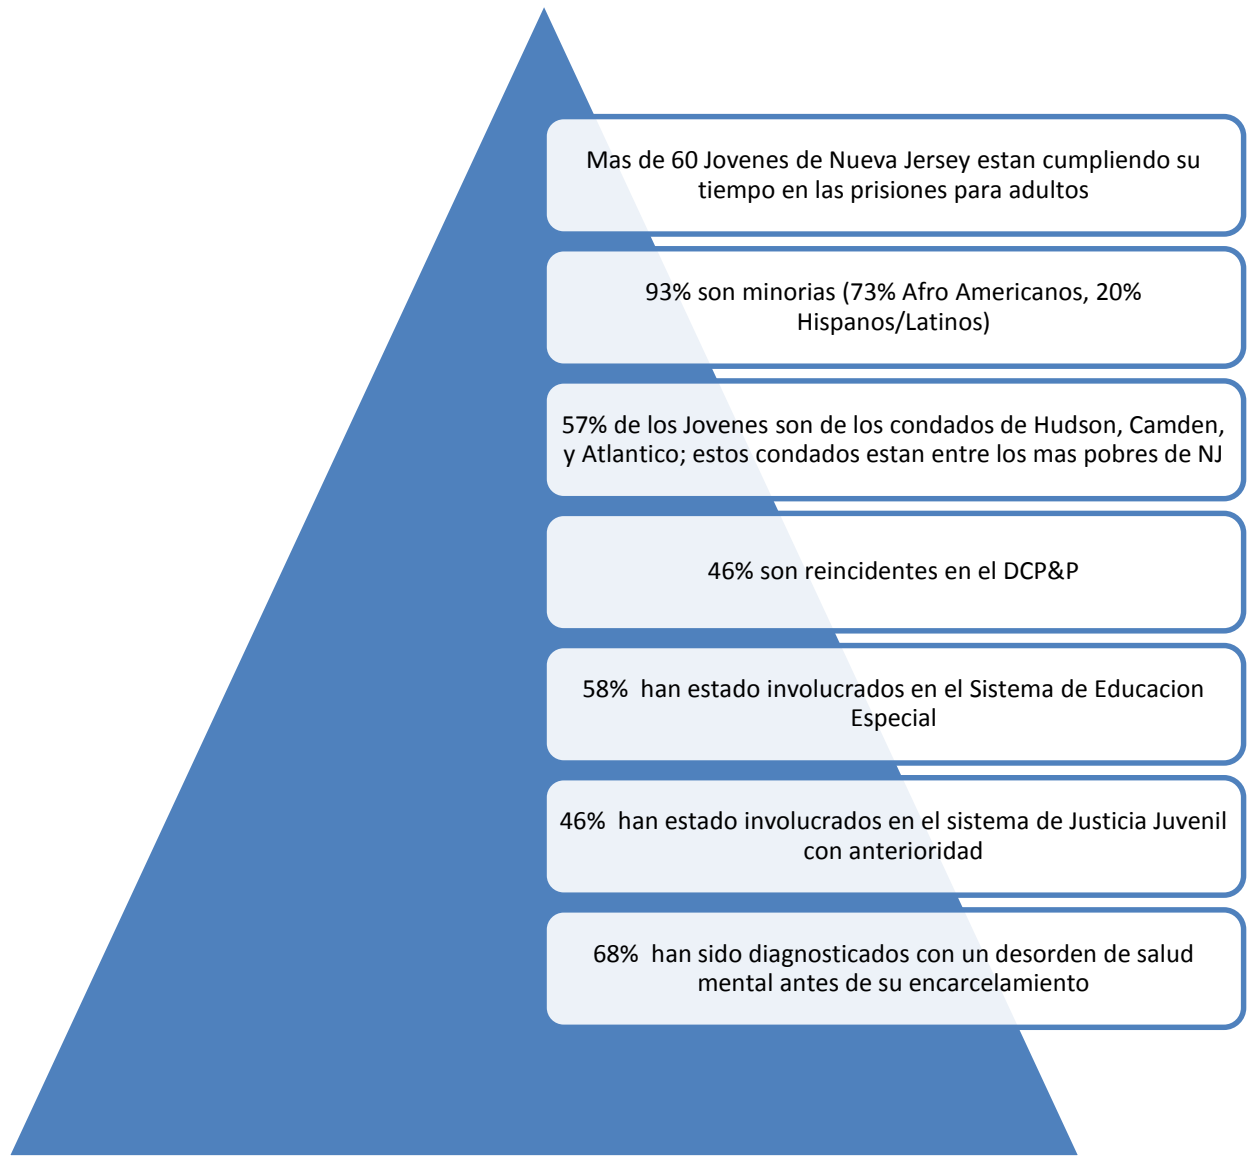 Mas de 60 Jovenes de Nueva Jersey estan cumpliendo su
tiempo en las prisiones para adultos
93% son minorias (73% Afro Americanos, 20%
Hispanos/Latinos)
57% de los Jovenes son de los condados de Hudson, Camden,
y Atlantico; estos condados estan entre los mas pobres de NJ
46% son reincidentes en el DCP&P
58%  han estado involucrados en el Sistema de Educacion
Especial
46%  han estado involucrados en el sistema de Justicia Juvenil
con anterioridad
68%  han sido diagnosticados con un desorden de salud
mental antes de su encarcelamiento